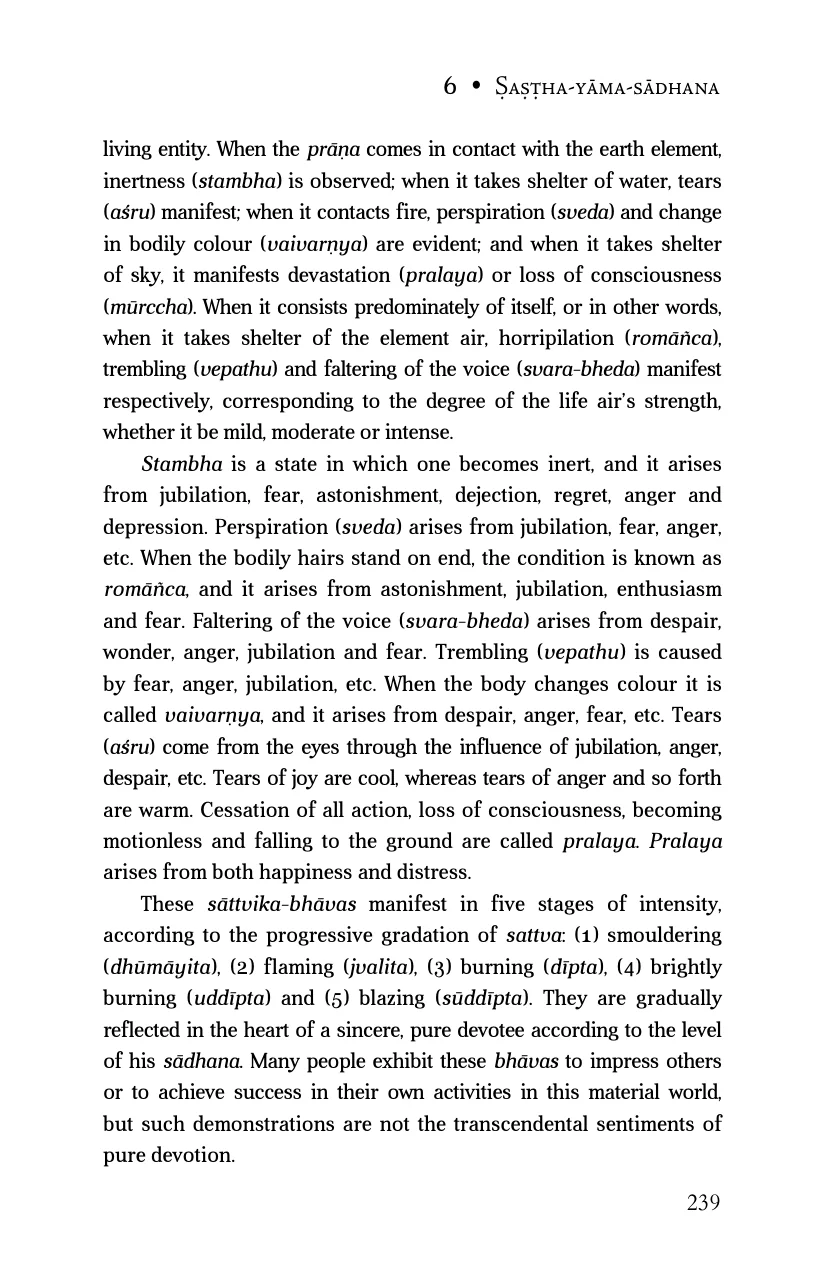 6 • Ṣaṣṭha-yāma-sādhana
living entity. When the prāṇa comes in contact with the earth element,
inertness (stambha) is observed; when it takes shelter of water, tears
(aśru) manifest; when it contacts fire, perspiration (sveda) and change
in bodily colour (vaivarṇya) are evident; and when it takes shelter
of sky, it manifests devastation (pralaya) or loss of consciousness
(mūrccha). When it consists predominately of itself, or in other words,
when it takes shelter of the element air, horripilation (romāñca),
trembling (vepathu) and faltering of the voice (svara-bheda) manifest
respectively, corresponding to the degree of the life air’s strength,
whether it be mild, moderate or intense.
Stambha is a state in which one becomes inert, and it arises
from jubilation, fear, astonishment, dejection, regret, anger and
depression. Perspiration (sveda) arises from jubilation, fear, anger,
etc. When the bodily hairs stand on end, the condition is known as
romāñca, and it arises from astonishment, jubilation, enthusiasm
and fear. Faltering of the voice (svara-bheda) arises from despair,
wonder, anger, jubilation and fear. Trembling (vepathu) is caused
by fear, anger, jubilation, etc. When the body changes colour it is
called vaivarṇya, and it arises from despair, anger, fear, etc. Tears
(aśru) come from the eyes through the influence of jubilation, anger,
despair, etc. Tears of joy are cool, whereas tears of anger and so forth
are warm. Cessation of all action, loss of consciousness, becoming
motionless and falling to the ground are called pralaya. Pralaya
arises from both happiness and distress.
These sāttvika-bhāvas manifest in five stages of intensity,
according to the progressive gradation of sattva: (1) smouldering
(dhūmāyita), (2) flaming (jvalita), (3) burning (dīpta), (4) brightly
burning (uddīpta) and (5) blazing (sūddīpta). They are gradually
reflected in the heart of a sincere, pure devotee according to the level
of his sādhana. Many people exhibit these bhāvas to impress others
or to achieve success in their own activities in this material world,
but such demonstrations are not the transcendental sentiments of
pure devotion.
239